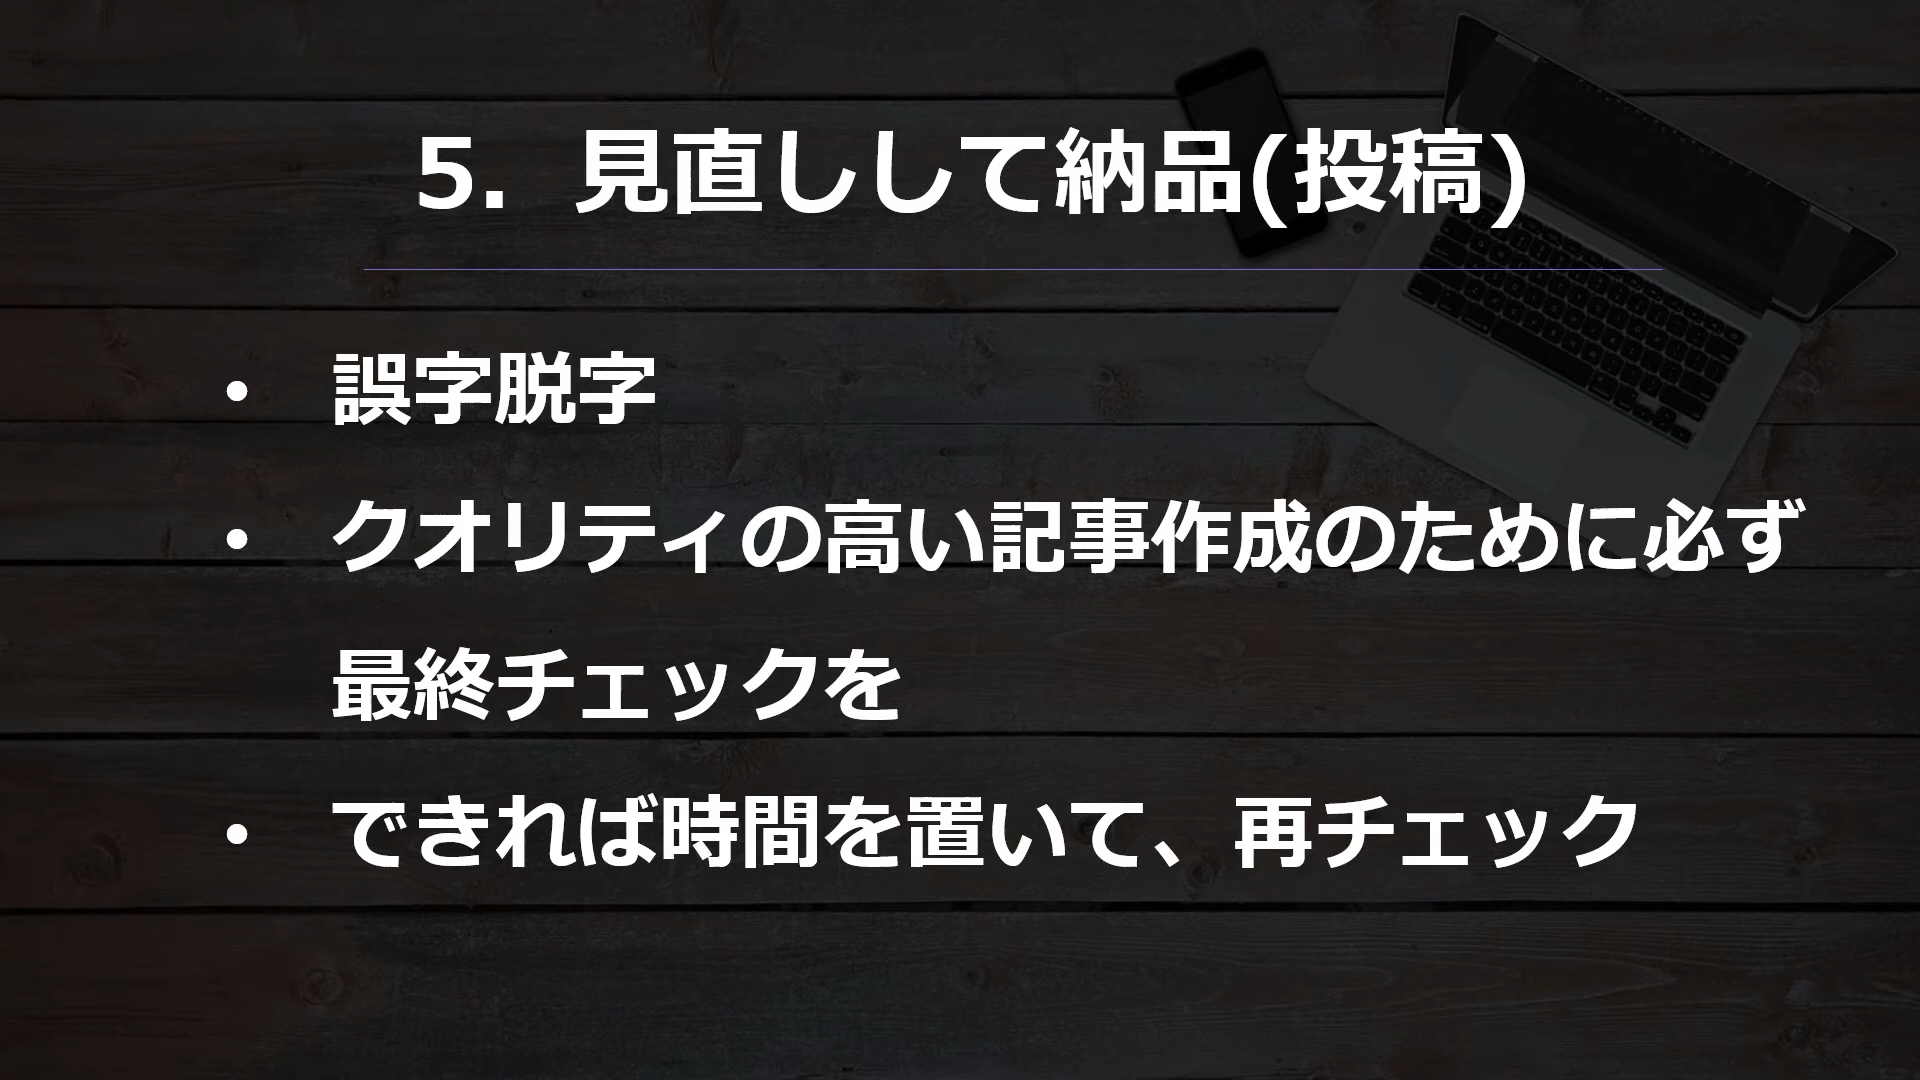 5. 見直しして納品(投稿)
• 誤字脱字
• クオリティの高い記事作成のために必ず
最終チェックを
• できれば時間を置いて、再チェック